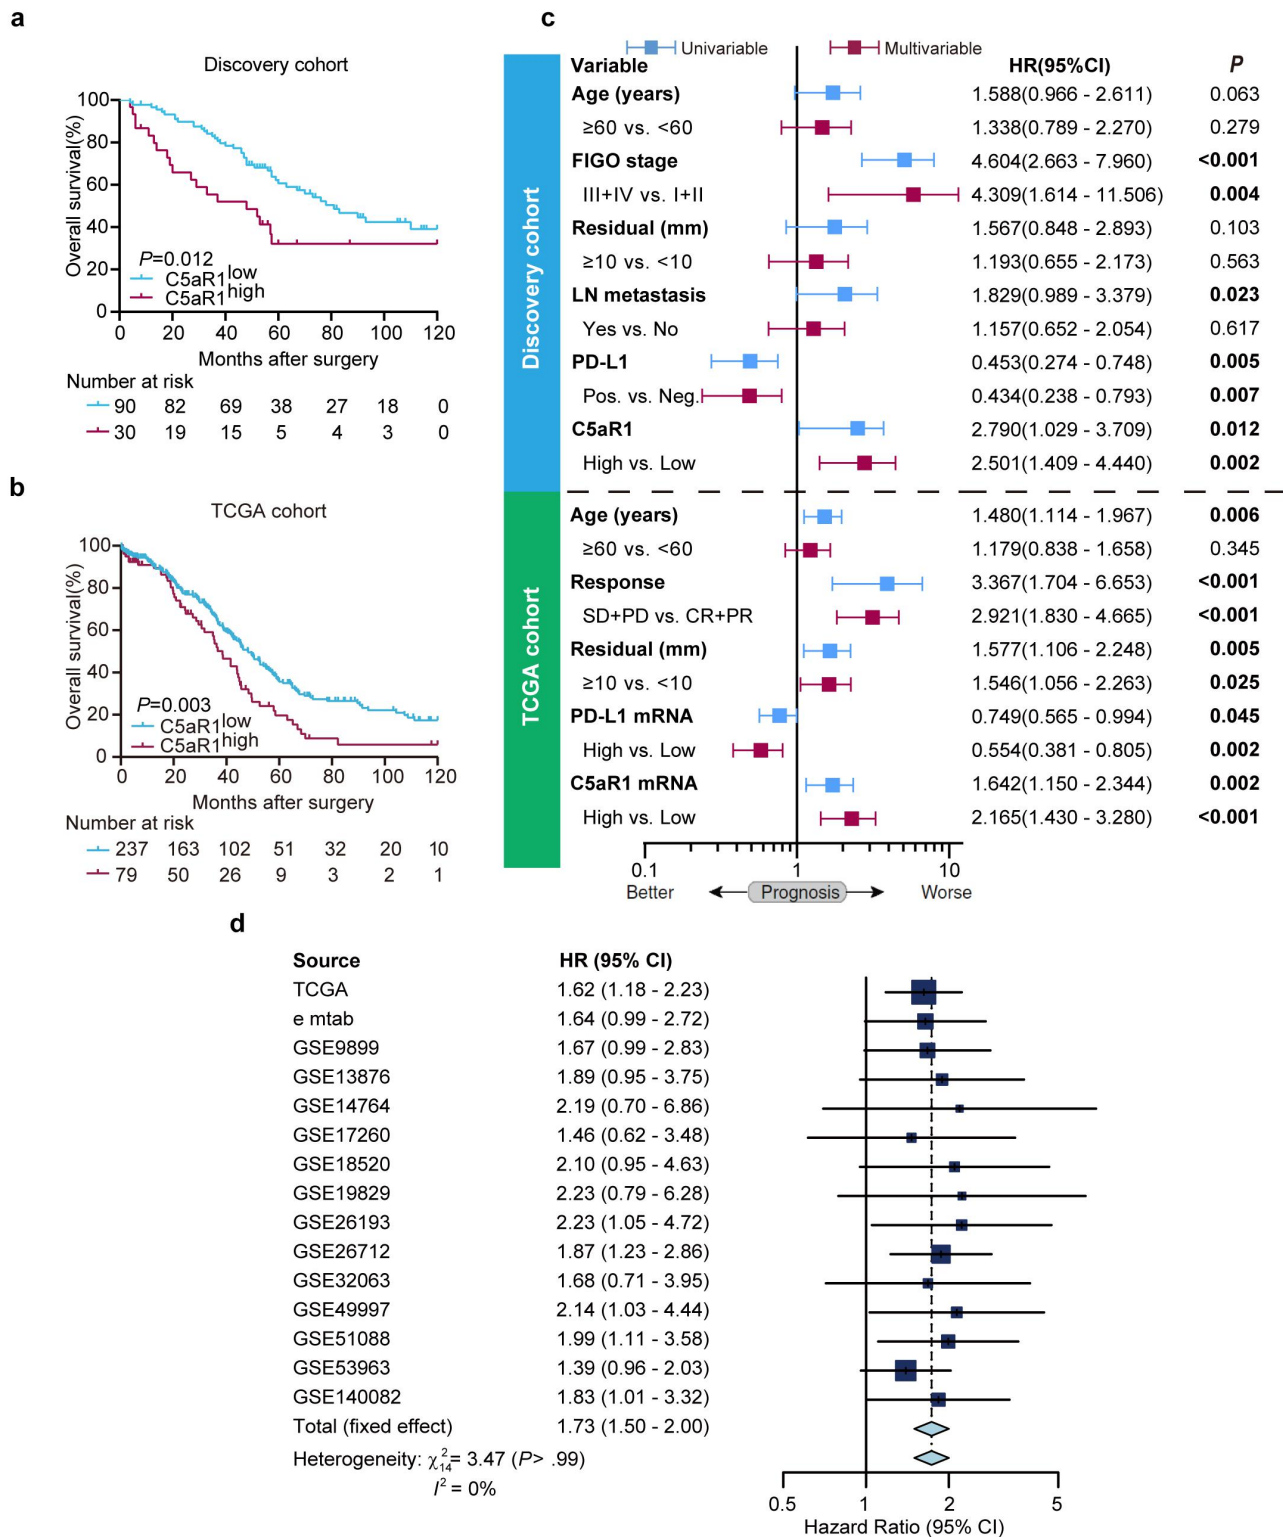 a
Discovery cohort
Overall survival(%)
100
80
60
40
20
0
P=0.012
C5aR1low
C5aR1high
0 20 40 60 80 100 120
Months after surgery
Number at risk
90 82 69 38 27 18 0
30 19 15 5 4 3 0
b
TCGA cohort
Overall survival(%)
100
80
60
40
20
0
P=0.003
C5aR1low
C5aR1high
0 20 40 60 80 100 120
Months after surgery
Number at risk
237 163 102 51 32 20 10
79 50 26 9 3 2 1
c
Univariable Multivariable
Variable HR(95%CI) P
Discovery cohort
Age (years) 1.588(0.966 - 2.611) 0.063
≥60 vs. <60 1.338(0.789 - 2.270) 0.279
FIGO stage 4.604(2.663 - 7.960) <0.001
III+IV vs. I+II 4.309(1.614 - 11.506) 0.004
Residual (mm) 1.567(0.848 - 2.893) 0.103
≥10 vs. <10 1.193(0.655 - 2.173) 0.563
LN metastasis 1.829(0.989 - 3.379) 0.023
Yes vs. No 1.157(0.652 - 2.054) 0.617
PD-L1 0.453(0.274 - 0.748) 0.005
Pos. vs. Neg. 0.434(0.238 - 0.793) 0.007
C5aR1 2.790(1.029 - 3.709) 0.012
High vs. Low 2.501(1.409 - 4.440) 0.002
TCGA cohort
Age (years) 1.480(1.114 - 1.967) 0.006
≥60 vs. <60 1.179(0.838 - 1.658) 0.345
Response 3.367(1.704 - 6.653) <0.001
SD+PD vs. CR+PR 2.921(1.830 - 4.665) <0.001
Residual (mm) 1.577(1.106 - 2.248) 0.005
≥10 vs. <10 1.546(1.056 - 2.263) 0.025
PD-L1 mRNA 0.749(0.565 - 0.994) 0.045
High vs. Low 0.554(0.381 - 0.805) 0.002
C5aR1 mRNA 1.642(1.150 - 2.344) 0.002
High vs. Low 2.165(1.430 - 3.280) <0.001
0.1 1 10
Better Prognosis Worse
d
Source HR (95% CI)
TCGA 1.62 (1.18 - 2.23)
e mtab 1.64 (0.99 - 2.72)
GSE9899 1.67 (0.99 - 2.83)
GSE13876 1.89 (0.95 - 3.75)
GSE14764 2.19 (0.70 - 6.86)
GSE17260 1.46 (0.62 - 3.48)
GSE18520 2.10 (0.95 - 4.63)
GSE19829 2.23 (0.79 - 6.28)
GSE26193 2.23 (1.05 - 4.72)
GSE26712 1.87 (1.23 - 2.86)
GSE32063 1.68 (0.71 - 3.95)
GSE49997 2.14 (1.03 - 4.44)
GSE51088 1.99 (1.11 - 3.58)
GSE53963 1.39 (0.96 - 2.03)
GSE140082 1.83 (1.01 - 3.32)
Total (fixed effect) 1.73 (1.50 - 2.00)
Heterogeneity: χ²₁₄= 3.47 (P> .99)
I² = 0%
0.5 1 2 5
Hazard Ratio (95% CI)